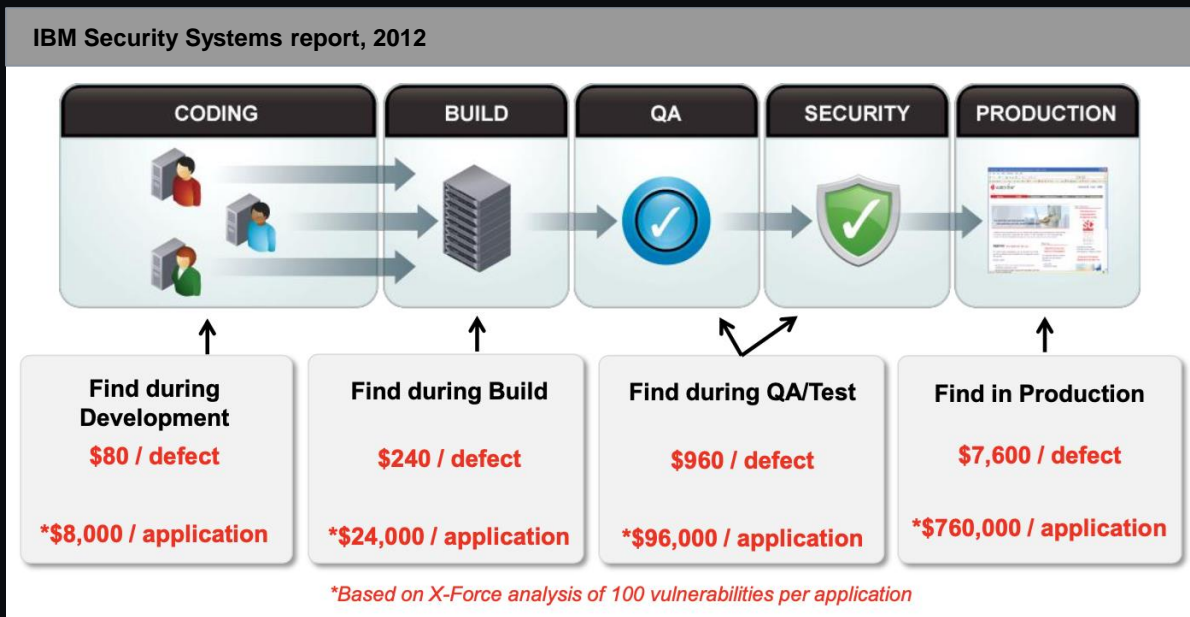 IBM Security Systems report, 2012
CODING
BUILD
QA
SECURITY
PRODUCTION
Find during
Development
$80 / defect
*$8,000 / application
Find during Build
$240 / defect
*$24,000 / application
Find during QA/Test
$960 / defect
*$96,000 / application
Find in Production
$7,600 / defect
*$760,000 / application
*Based on X-Force analysis of 100 vulnerabilities per application